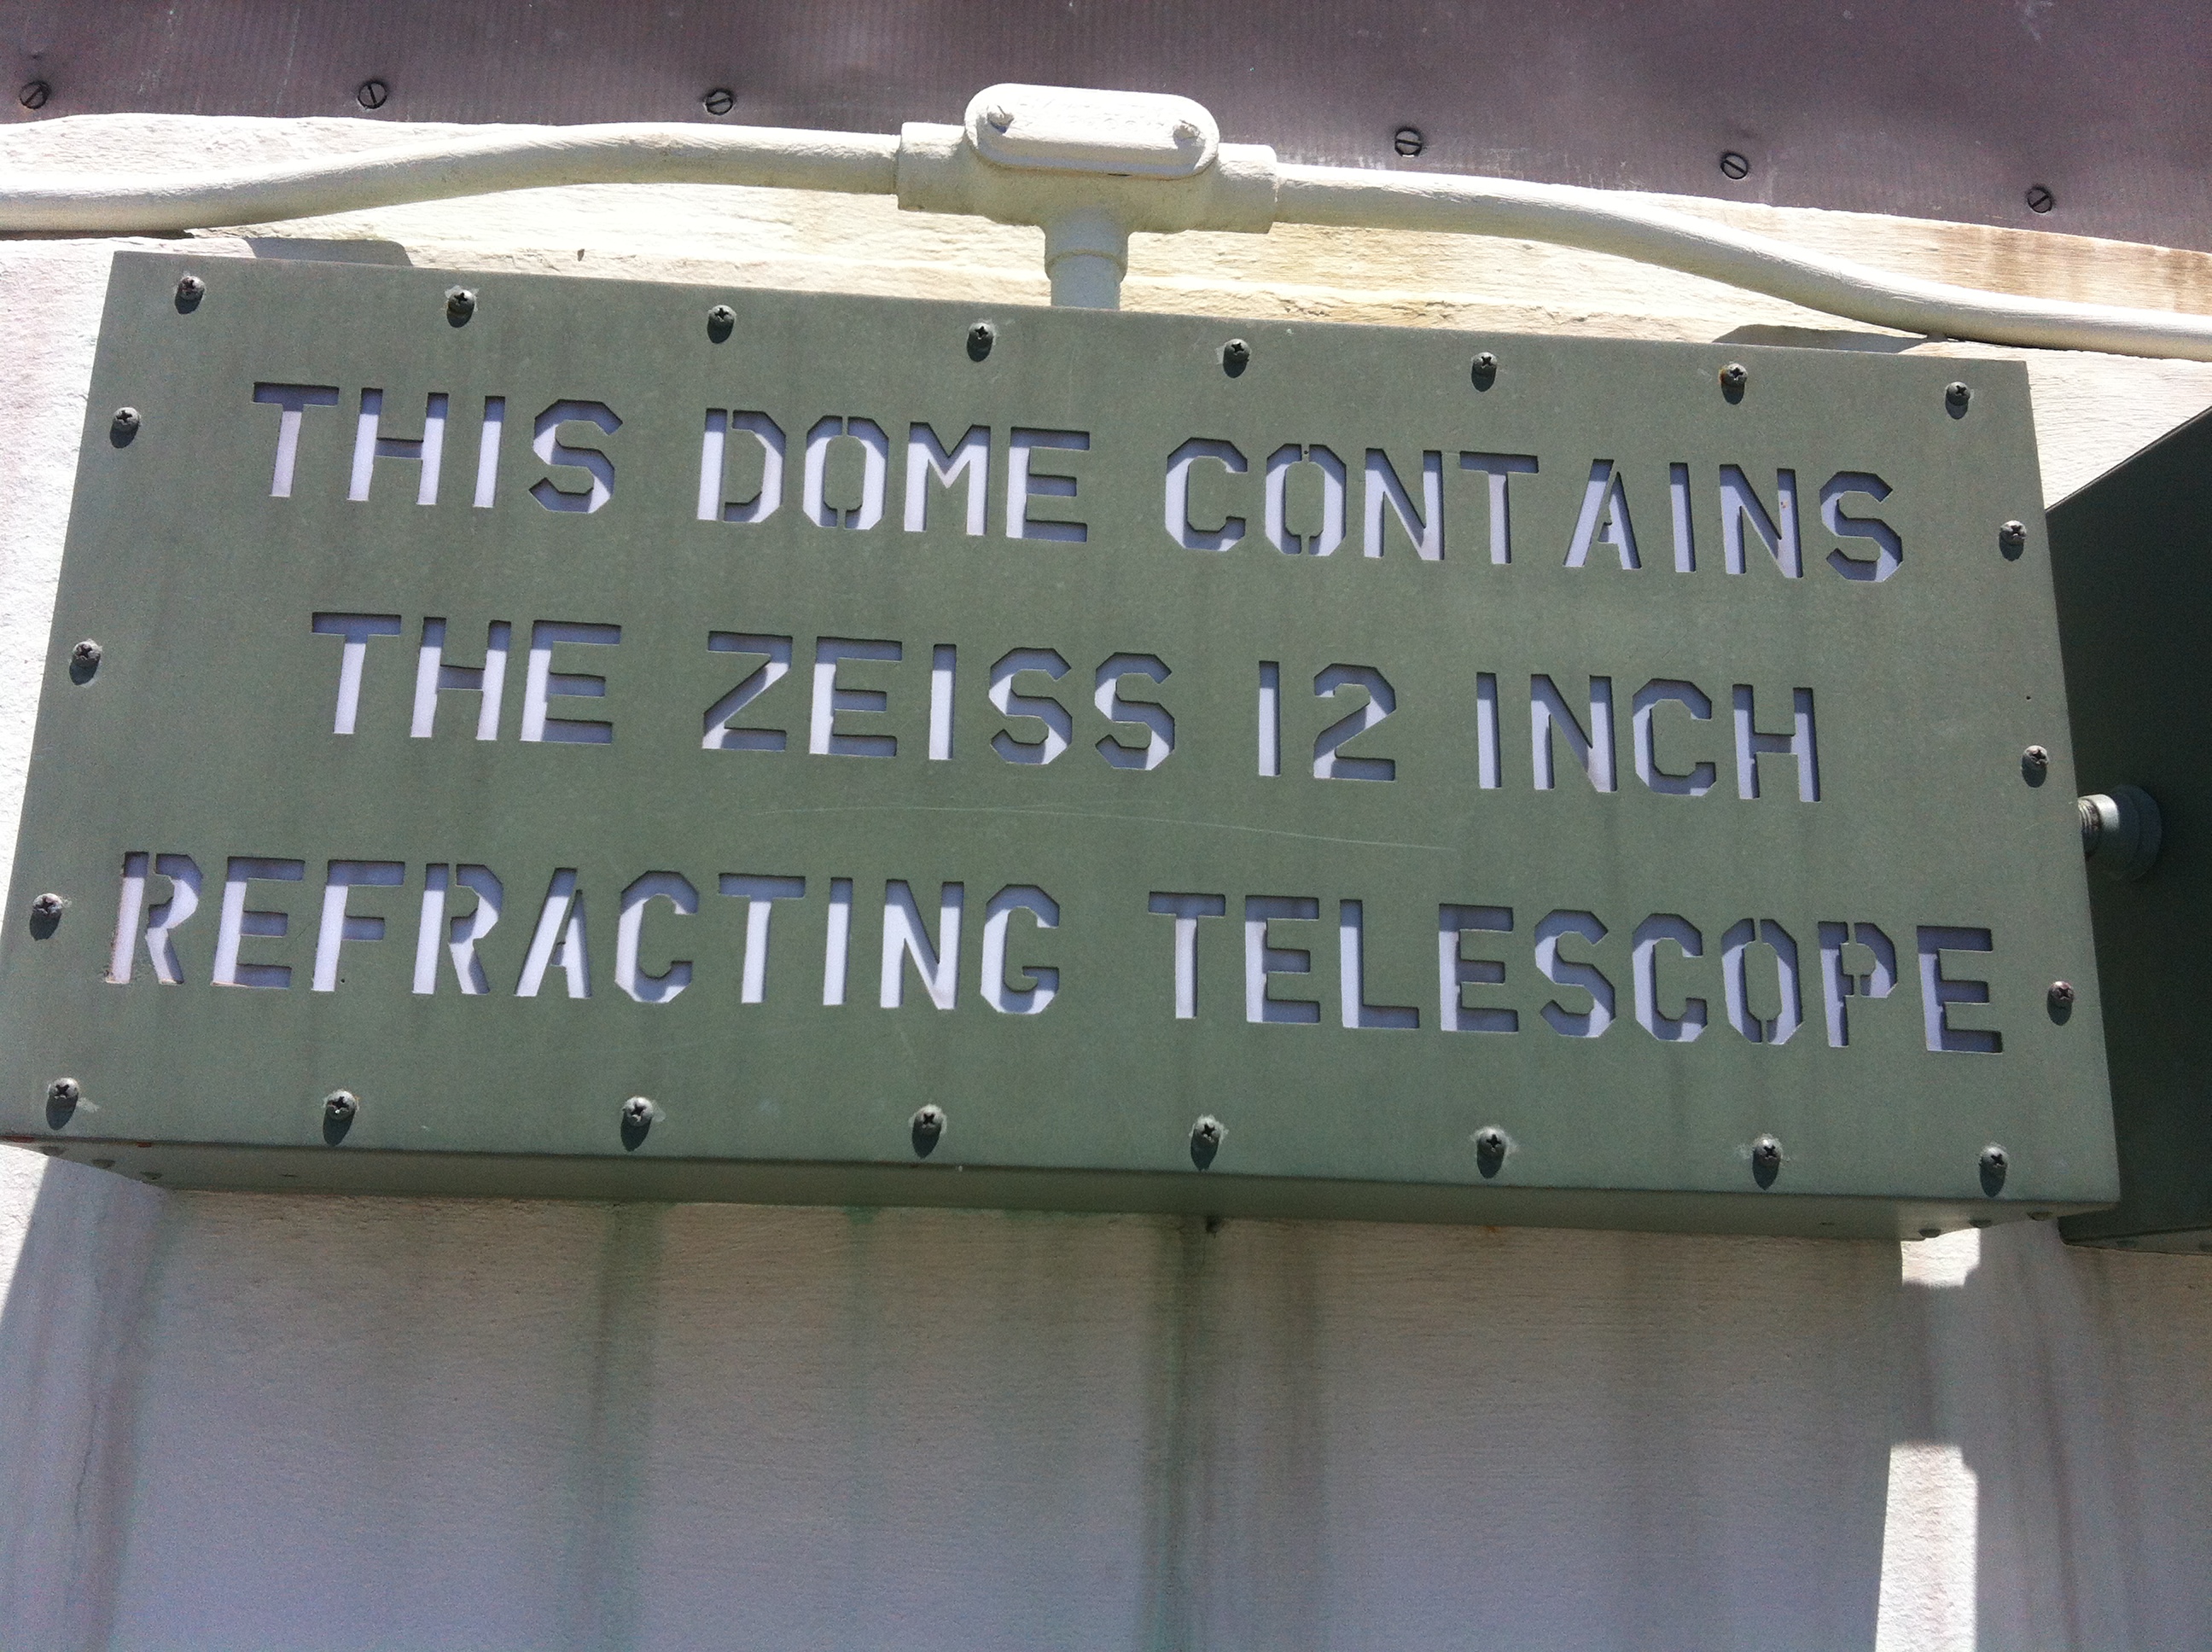 THIS DOME CONTAINS
THE ZEISS 12 INCH
REFRACTING TELESCOPE